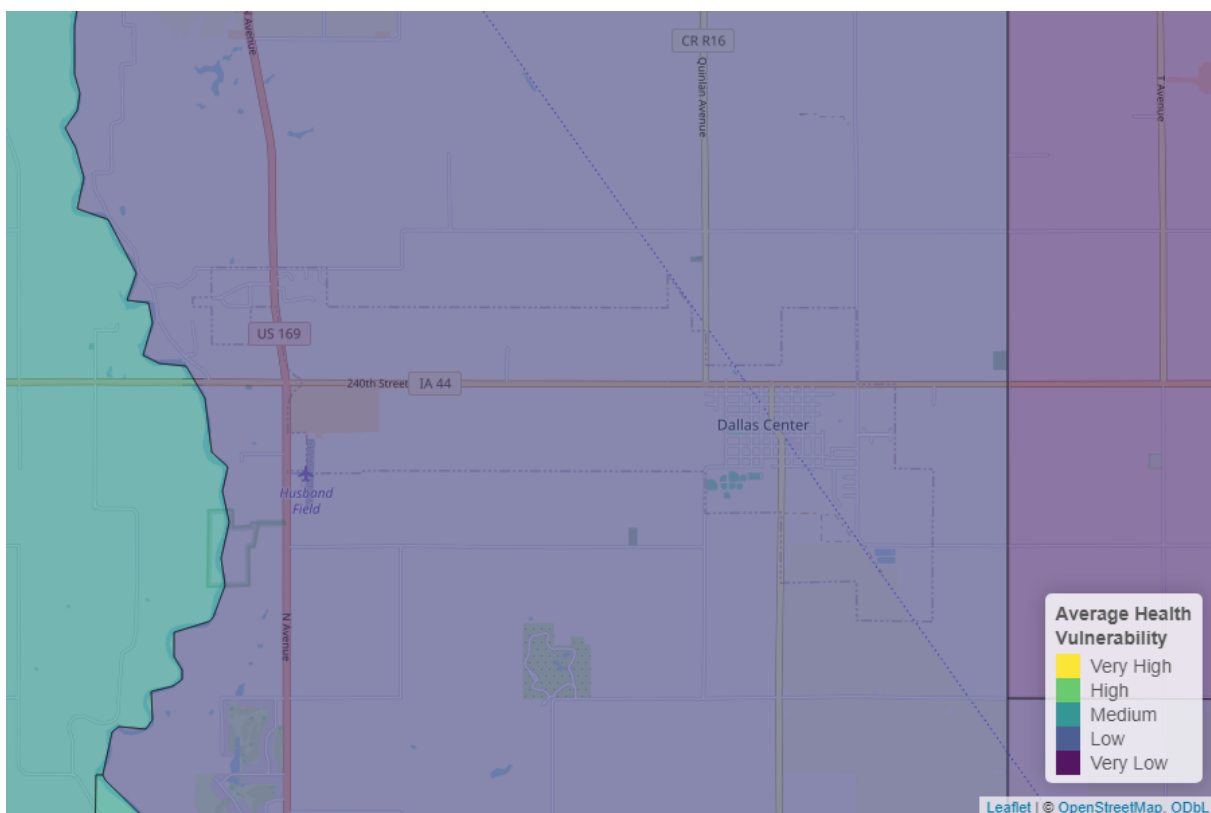 N Avenue
CR R16
Quinlan Avenue
T Avenue
US 169
240th Street
IA 44
Dallas Center
Husband
Field
N Avenue
Average Health
Vulnerability
Very High
High
Medium
Low
Very Low
Leaflet | © OpenStreetMap, ODbL